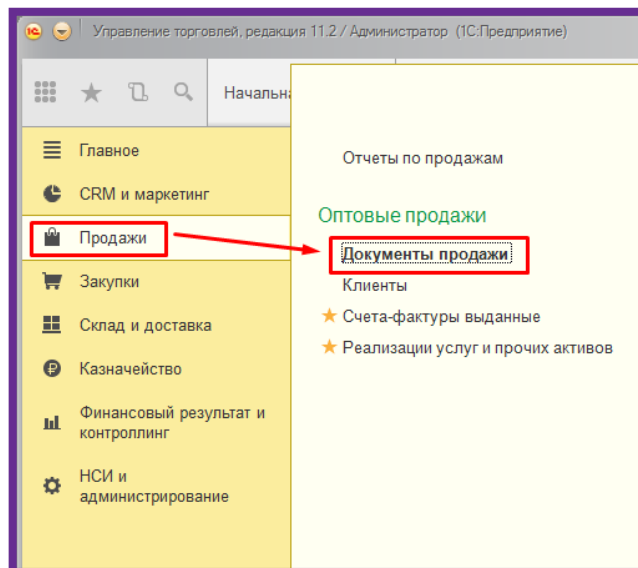 1С
Управление торговлей, редакция 11.2 / Администратор (1С:Предприятие)
Главное
CRM и маркетинг
Продажи
Закупки
Склад и доставка
Казначейство
Финансовый результат и
контроллинг
НСИ и
администрирование
Отчеты по продажам
Оптовые продажи
Документы продажи
Клиенты
Счета-фактуры выданные
Реализации услуг и прочих активов